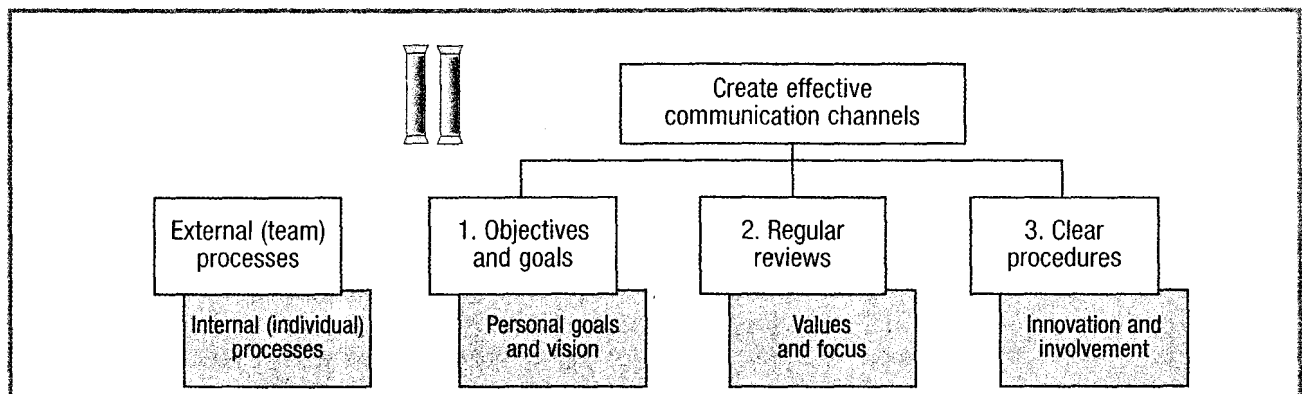 Create effective
communication channels
External (team)
processes
1. Objectives
and goals
2. Regular
reviews
3. Clear
procedures
Internal (individual)
processes
Personal goals
and vision
Values
and focus
Innovation and
involvement